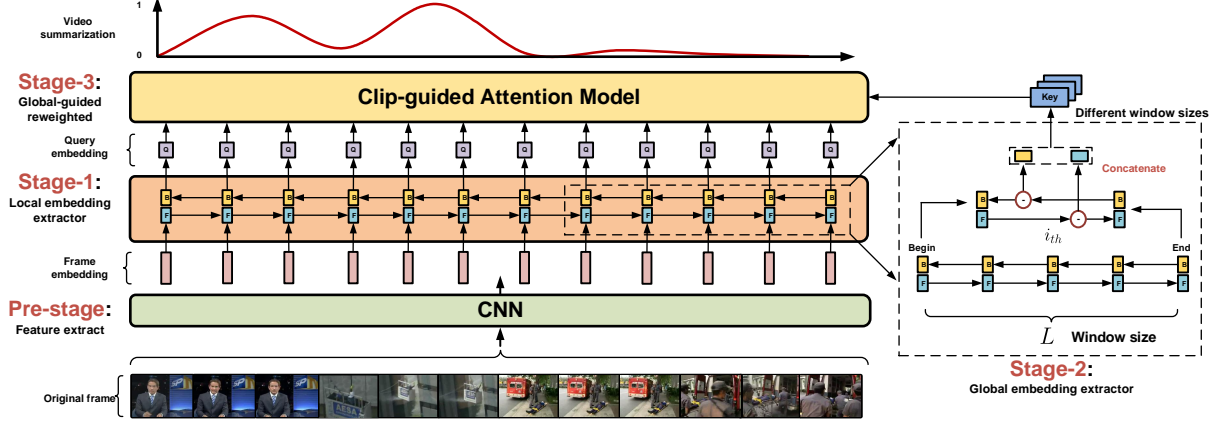 Video
summarization
1
0
Stage-3:
Global-guided
reweighted
Clip-guided Attention Model
Key
Different window sizes
Query
embedding
Q Q Q Q Q Q Q Q Q Q Q Q
Stage-1:
Local embedding
extractor
B B B B B B B B B B B B
F F F F F F F F F F F F
Concatenate
B - B
F - F
i_th
Begin
End
B B B B B
F F F F F
L Window size
Stage-2:
Global embedding extractor
Frame
embedding
Pre-stage:
Feature extract
CNN
Original frame